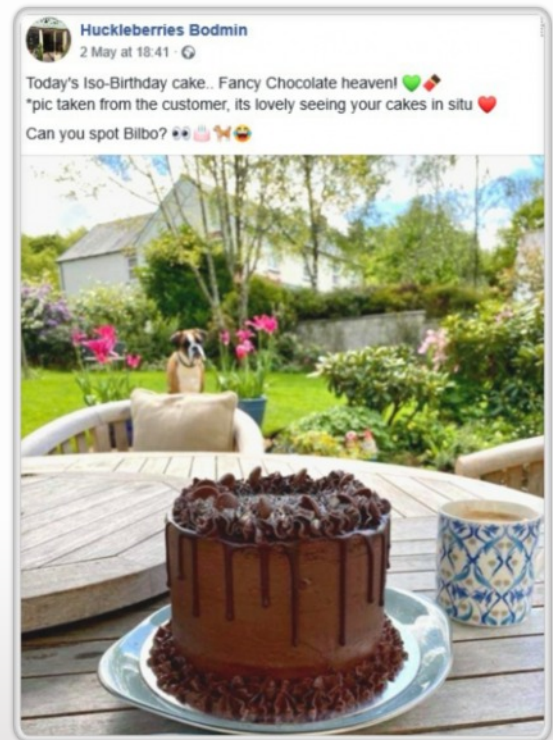 Huckleberries Bodmin
2 May at 18:41 ·
Today's Iso-Birthday cake.. Fancy Chocolate heaven! 💚🍫
*pic taken from the customer, its lovely seeing your cakes in situ ❤️
Can you spot Bilbo? 👀🎂🐕😂